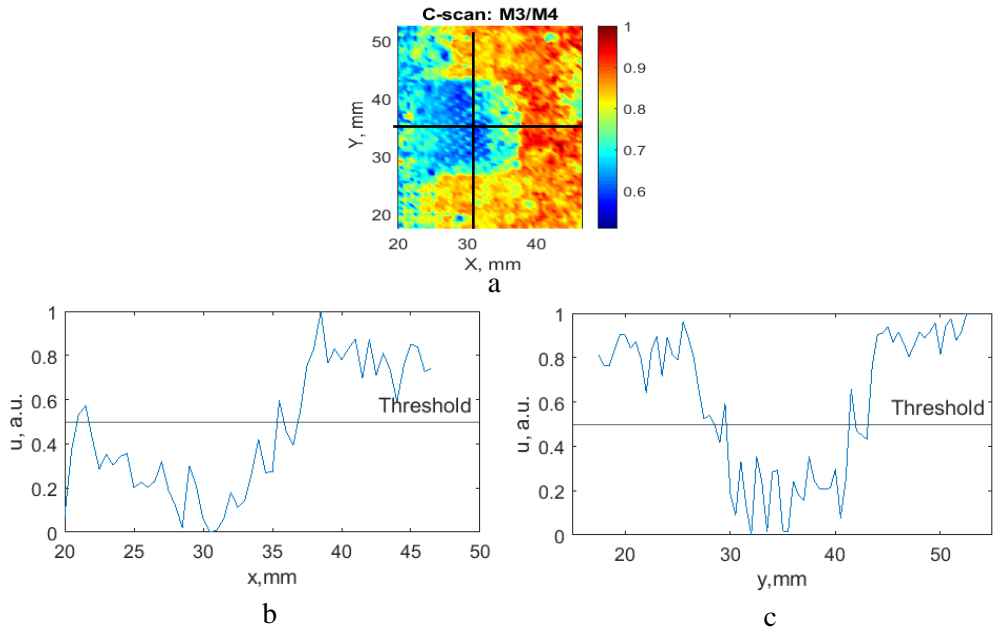 C-scan: M3/M4
50
40
30
20
Y, mm
20 30 40
X, mm
1
0.9
0.8
0.7
0.6
a
1
0.8
0.6
0.4
0.2
0
u, a.u.
Threshold
20 25 30 35 40 45 50
x,mm
b
1
0.8
0.6
0.4
0.2
0
u, a.u.
Threshold
20 30 40 50
y,mm
c